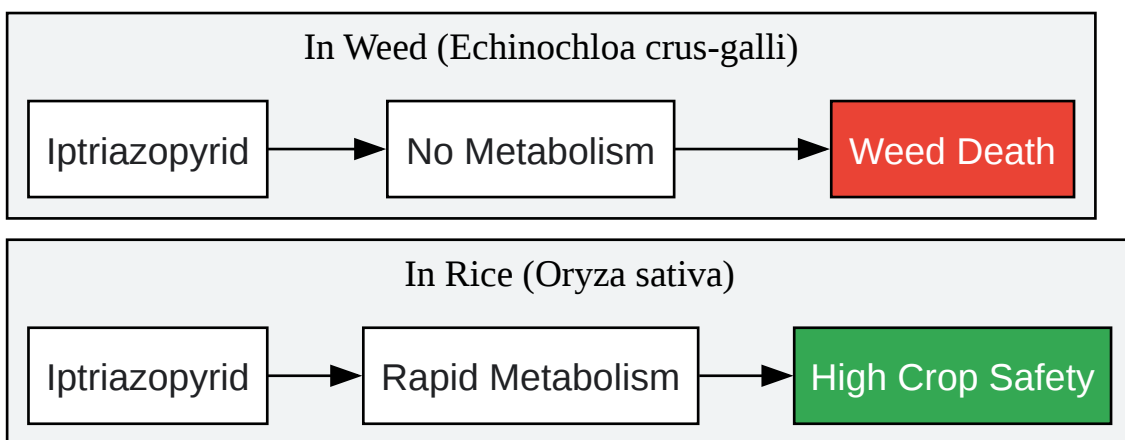 In Weed (Echinochloa crus-galli)
Iptriazopyrid
No Metabolism
Weed Death
In Rice (Oryza sativa)
Iptriazopyrid
Rapid Metabolism
High Crop Safety